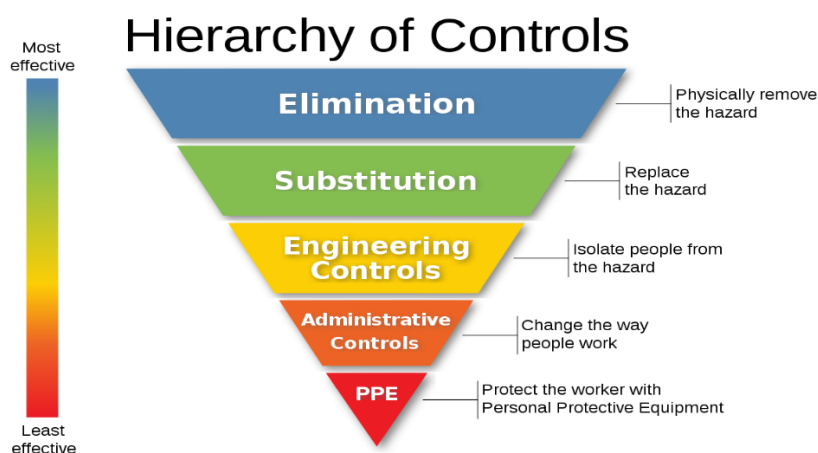 Hierarchy of Controls
Most
effective
Elimination
Physically remove
the hazard
Substitution
Replace
the hazard
Engineering
Controls
Isolate people from
the hazard
Administrative
Controls
Change the way
people work
PPE
Protect the worker with
Personal Protective Equipment
Least
effective